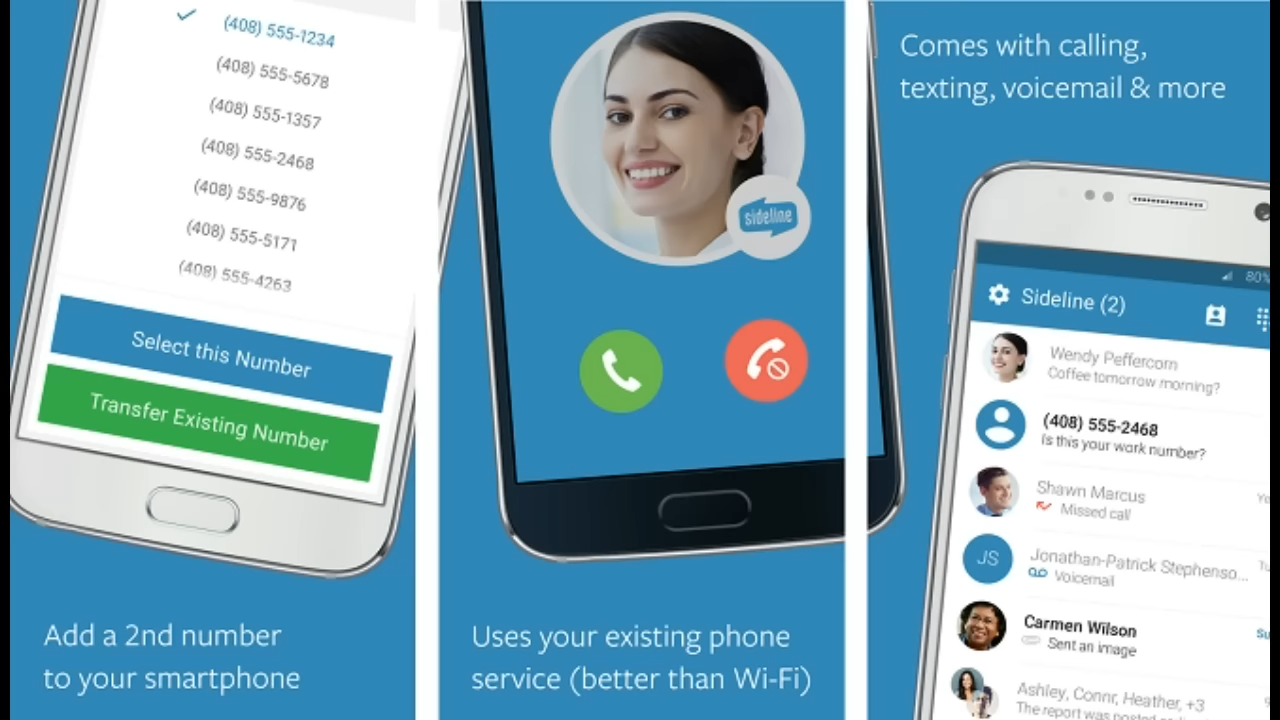 (408) 555-1234
(408) 555-5678
(408) 555-1357
(408) 555-2468
(408) 555-9876
(408) 555-5171
(408) 555-4263
Select this Number
Transfer Existing Number
Add a 2nd number
to your smartphone
sideline
Uses your existing phone
service (better than Wi-Fi)
Comes with calling,
texting, voicemail & more
80%
Sideline (2)
Wendy Peffercorn
Coffee tomorrow morning?
(408) 555-2468
Is this your work number?
Shawn Marcus
Missed call
JS
Jonathan-Patrick Stephenso...
Voicemail
Carmen Wilson
Sent an image
Ashley, Connr, Heather, +3
The report was posted